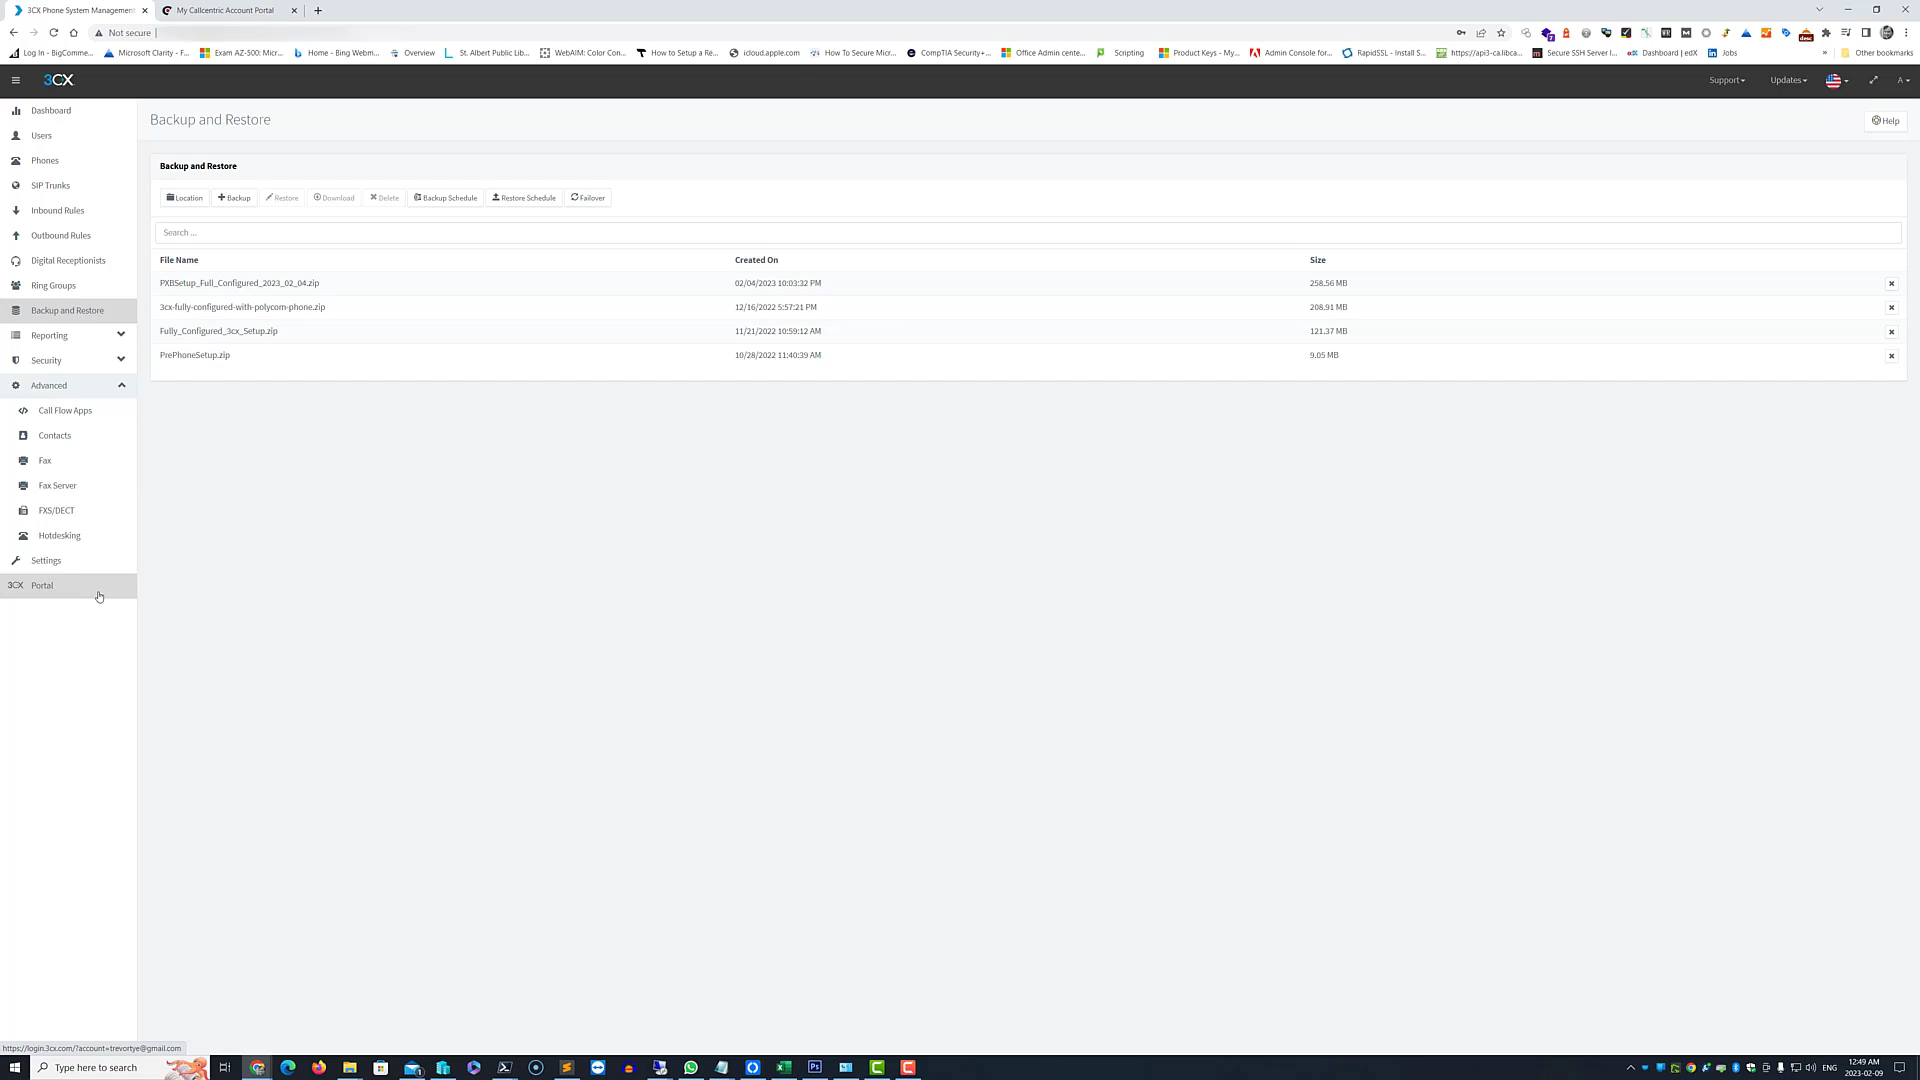 3CX Phone System Management
My Callcentric Account Portal
Not secure
Log In - BigComme...
Microsoft Clarity - F...
Exam AZ-500: Micr...
Home - Bing Webm...
Overview
St. Albert Public Lib...
WebAIM: Color Con...
How to Setup a Re...
icloud.apple.com
How To Secure Micr...
CompTIA Security+...
Office Admin cente...
Scripting
Product Keys - My...
Admin Console for...
RapidSSL - Install S...
https://api3-ca.libca...
Secure SSH Server I...
Dashboard | edX
Jobs
»
Other bookmarks
3CX
Support
Updates
A
Dashboard
Users
Phones
SIP Trunks
Inbound Rules
Outbound Rules
Digital Receptionists
Ring Groups
Backup and Restore
Reporting
Security
Advanced
Call Flow Apps
Contacts
Fax
Fax Server
FXS/DECT
Hotdesking
Settings
3CX Portal
Backup and Restore
Help
Backup and Restore
Location
Backup
Restore
Download
Delete
Backup Schedule
Restore Schedule
Failover
Search ...
File Name Created On Size
PXBSetup_Full_Configured_2023_02_04.zip 02/04/2023 10:03:32 PM 258.56 MB
3cx-fully-configured-with-polycom-phone.zip 12/16/2022 5:57:21 PM 208.91 MB
Fully_Configured_3cx_Setup.zip 11/21/2022 10:59:12 AM 121.37 MB
PrePhoneSetup.zip 10/28/2022 11:40:39 AM 9.05 MB
https://login.3cx.com/?account=trevortye@gmail.com
Type here to search
ENG
12:49 AM
2023-02-09